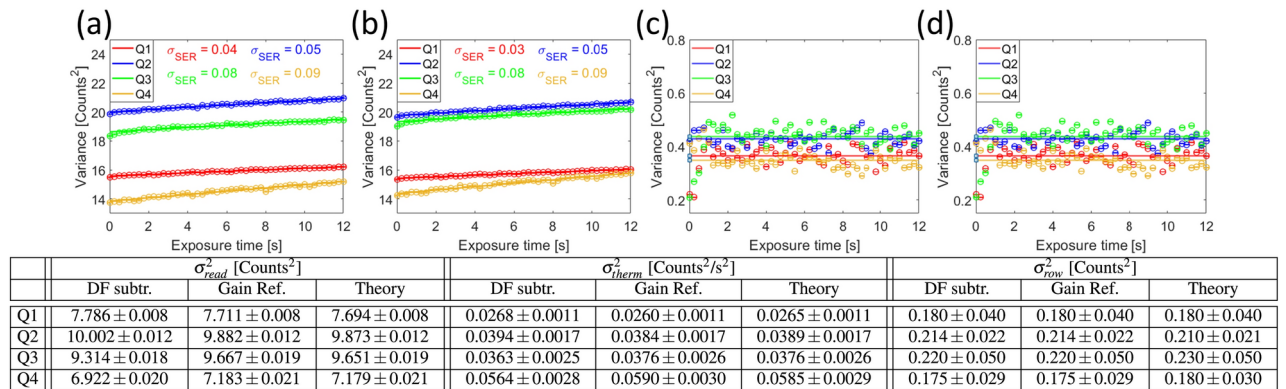 (a) (b) (c) (d)
24 22 20 18 16 14
Variance [Counts²]
Q1 σ_SER = 0.04 σ_SER = 0.05
Q2
Q3 σ_SER = 0.08 σ_SER = 0.09
Q4
0 2 4 6 8 10 12
Exposure time [s]
24 22 20 18 16 14
Variance [Counts²]
Q1 σ_SER = 0.03 σ_SER = 0.05
Q2
Q3 σ_SER = 0.08 σ_SER = 0.09
Q4
0 2 4 6 8 10 12
Exposure time [s]
0.8 0.6 0.4 0.2
Variance [Counts²]
Q1
Q2
Q3
Q4
0 2 4 6 8 10 12
Exposure time [s]
0.8 0.6 0.4 0.2
Variance [Counts²]
Q1
Q2
Q3
Q4
0 2 4 6 8 10 12
Exposure time [s]
σ²_read [Counts²] σ²_therm [Counts²/s²] σ²_row [Counts²]
DF subtr. Gain Ref. Theory DF subtr. Gain Ref. Theory DF subtr. Gain Ref. Theory
Q1 7.786 ± 0.008 7.711 ± 0.008 7.694 ± 0.008 0.0268 ± 0.0011 0.0260 ± 0.0011 0.0265 ± 0.0011 0.180 ± 0.040 0.180 ± 0.040 0.180 ± 0.040
Q2 10.002 ± 0.012 9.882 ± 0.012 9.873 ± 0.012 0.0394 ± 0.0017 0.0384 ± 0.0017 0.0389 ± 0.0017 0.214 ± 0.022 0.214 ± 0.022 0.210 ± 0.021
Q3 9.314 ± 0.018 9.667 ± 0.019 9.651 ± 0.019 0.0363 ± 0.0025 0.0376 ± 0.0026 0.0376 ± 0.0026 0.220 ± 0.050 0.220 ± 0.050 0.230 ± 0.050
Q4 6.922 ± 0.020 7.183 ± 0.021 7.179 ± 0.021 0.0564 ± 0.0028 0.0590 ± 0.0030 0.0585 ± 0.0029 0.175 ± 0.029 0.175 ± 0.029 0.180 ± 0.030